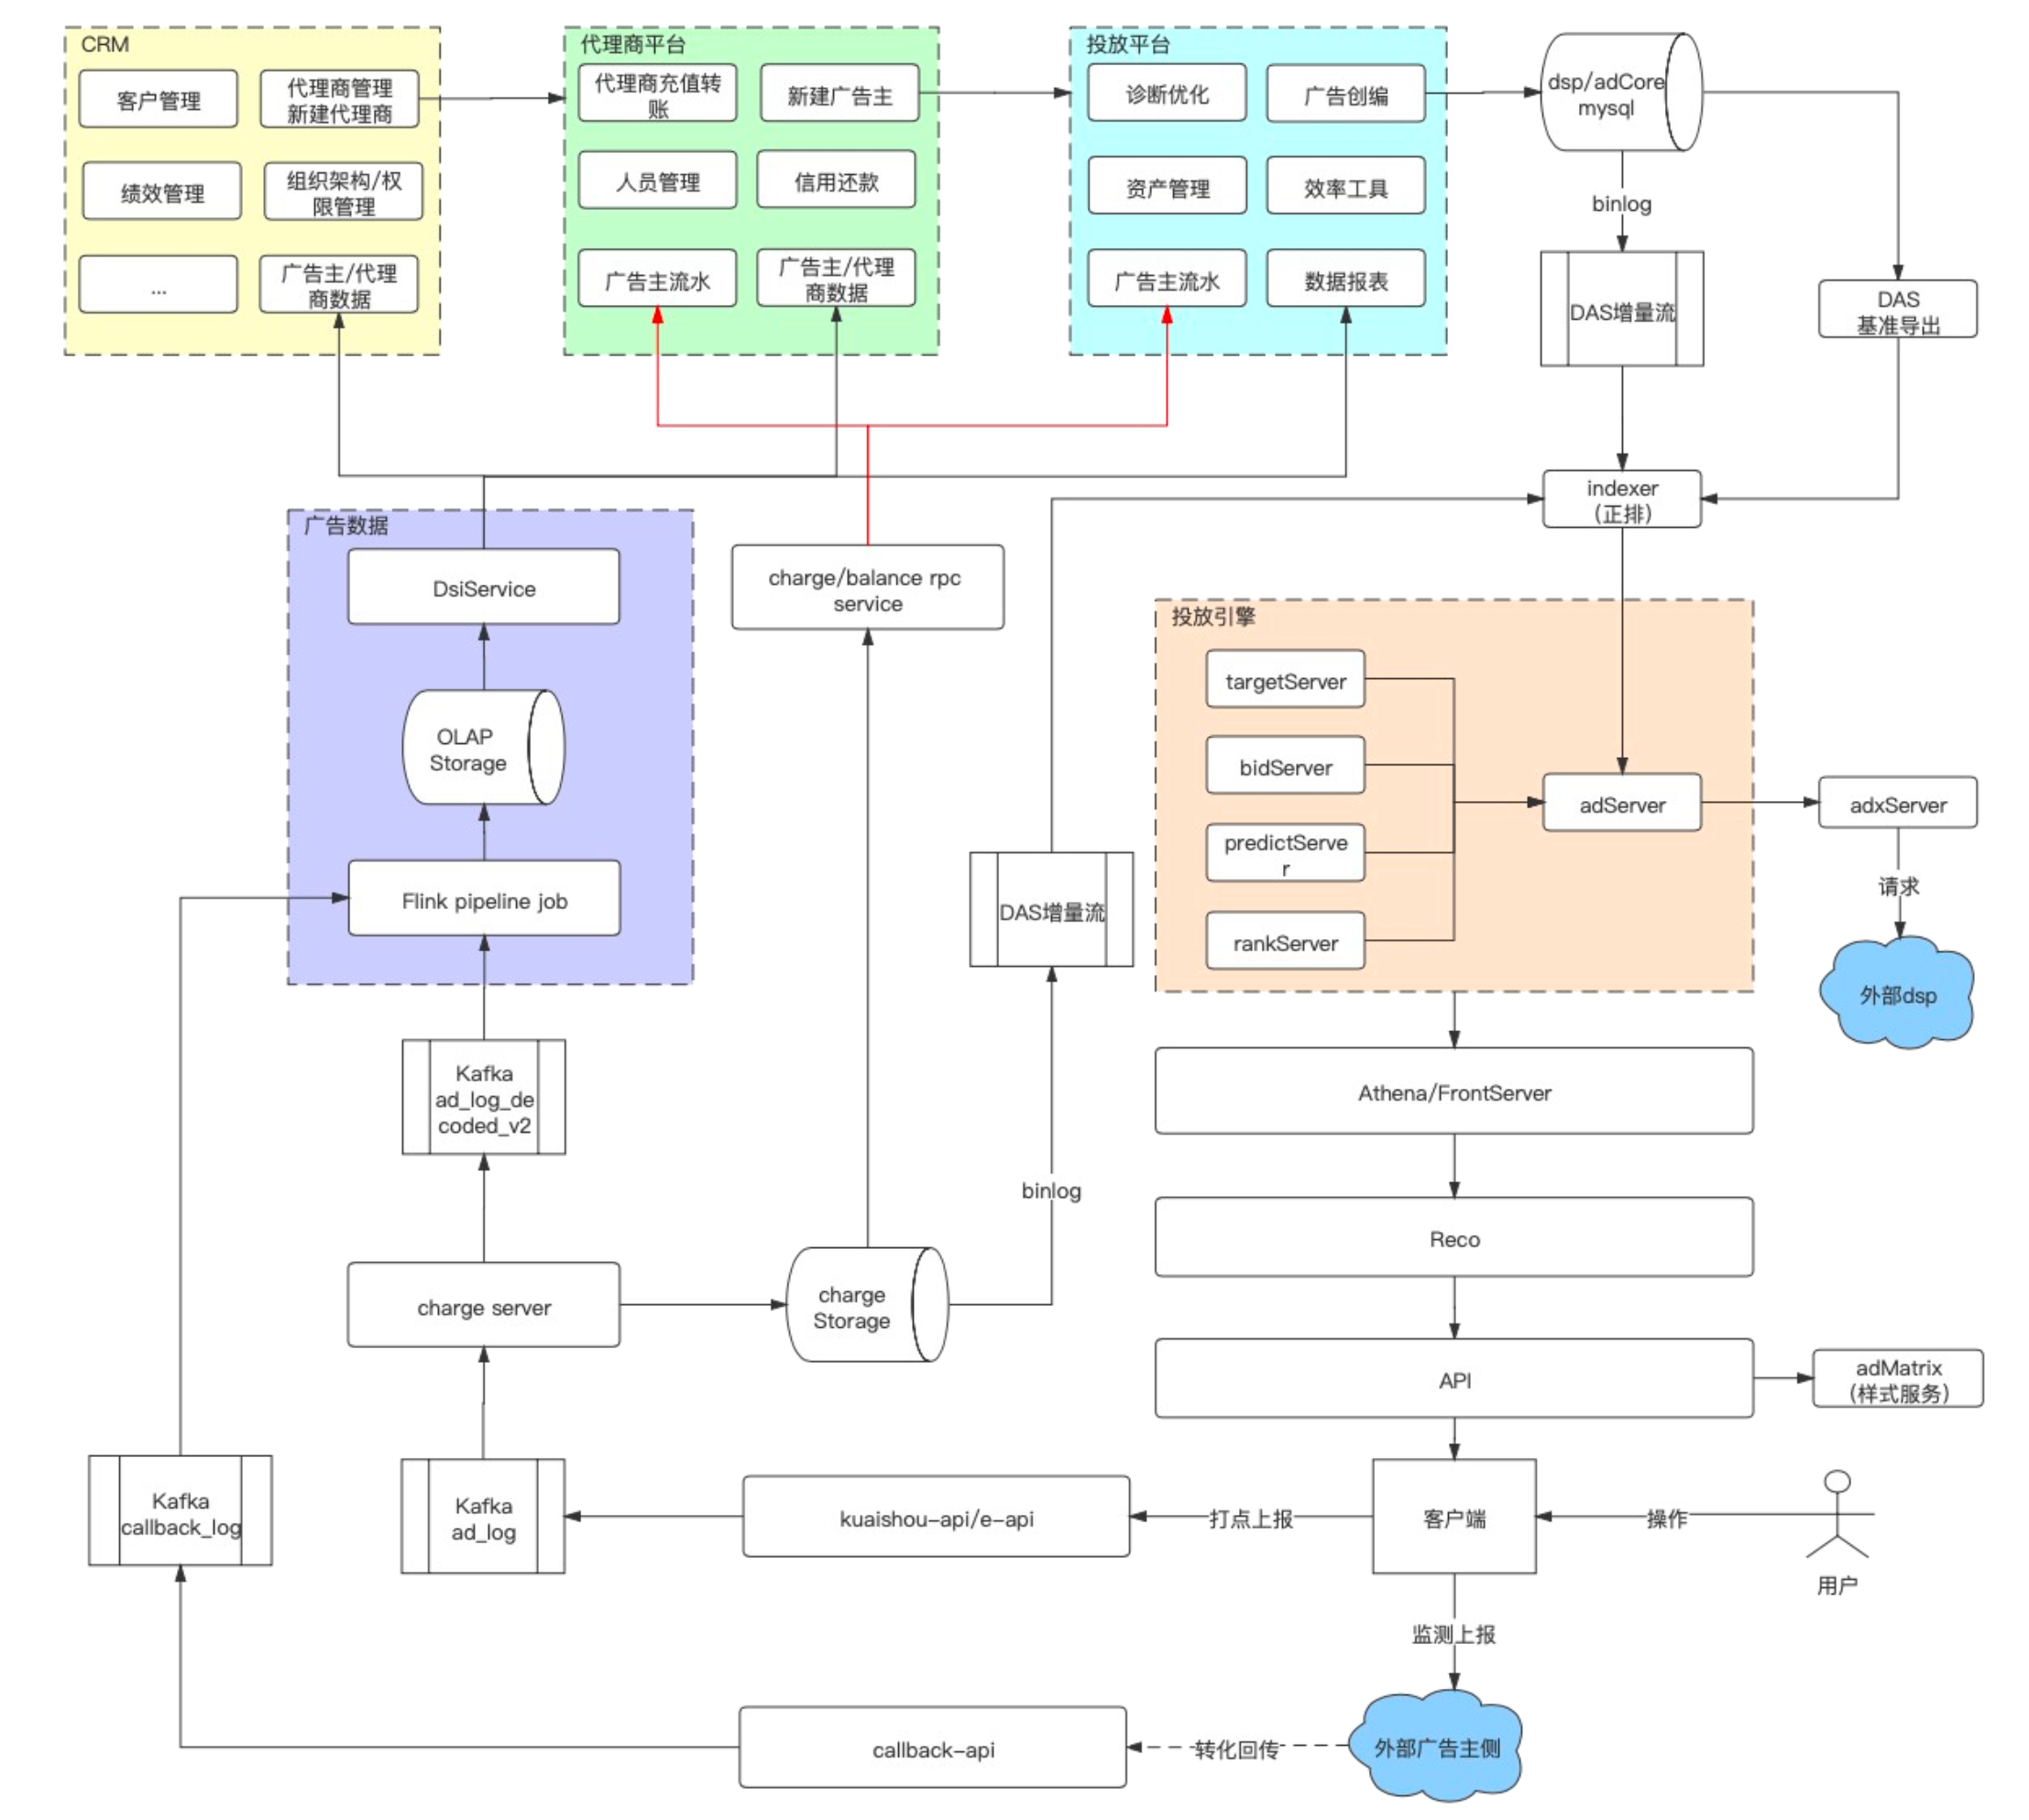 CRM
客户管理
代理商管理
新建代理商
绩效管理
组织架构/权
限管理
...
广告主/代理
商数据
代理商平台
代理商充值转
账
新建广告主
人员管理
信用还款
广告主流水
广告主/代理
商数据
投放平台
诊断优化
广告创编
资产管理
效率工具
广告主流水
数据报表
dsp/adCore
mysql
binlog
DAS增量流
DAS
基准导出
indexer
（正排）
广告数据
DsiService
OLAP
Storage
Flink pipeline job
charge/balance rpc
service
投放引擎
targetServer
bidServer
predictServe
r
rankServer
adServer
adxServer
请求
外部dsp
DAS增量流
binlog
Kafka
ad_log_de
coded_v2
charge server
charge
Storage
Athena/FrontServer
Reco
API
adMatrix
（样式服务）
Kafka
callback_log
Kafka
ad_log
kuaishou-api/e-api
打点上报
客户端
操作
用户
监测上报
callback-api
转化回传
外部广告主侧